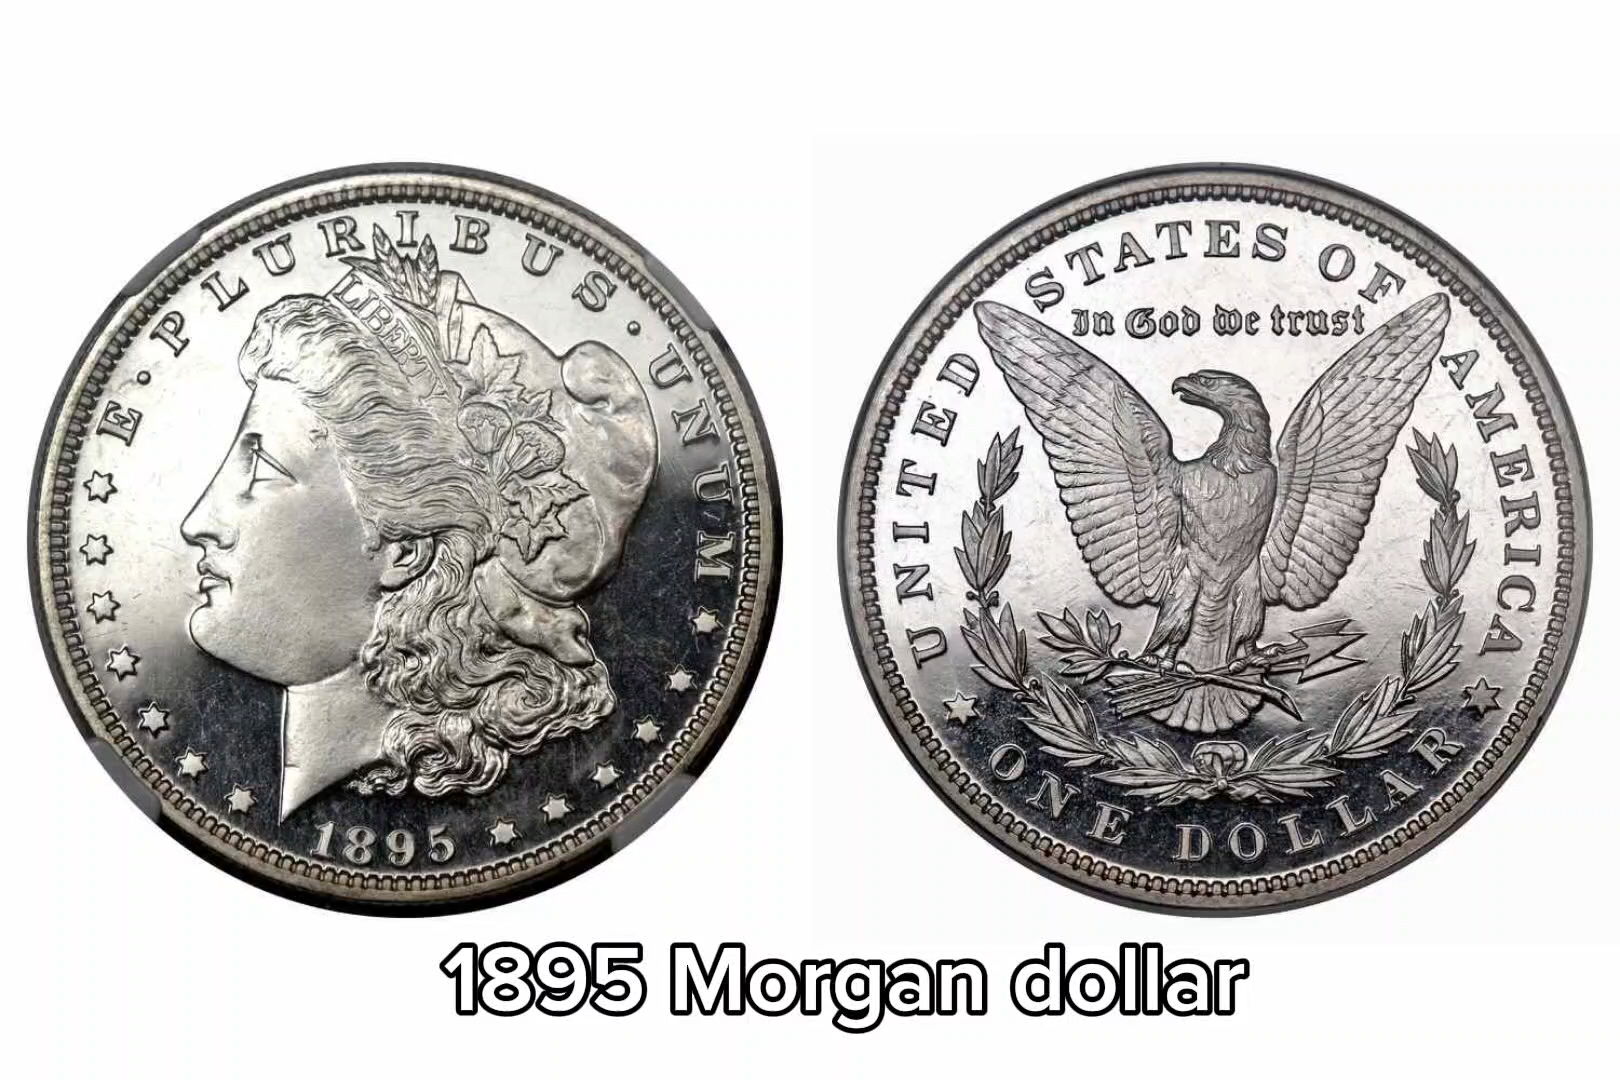 E·PLURIBUS·UNUM
LIBERTY
1895
UNITED STATES OF AMERICA
In God we trust
ONE DOLLAR
1895 Morgan dollar